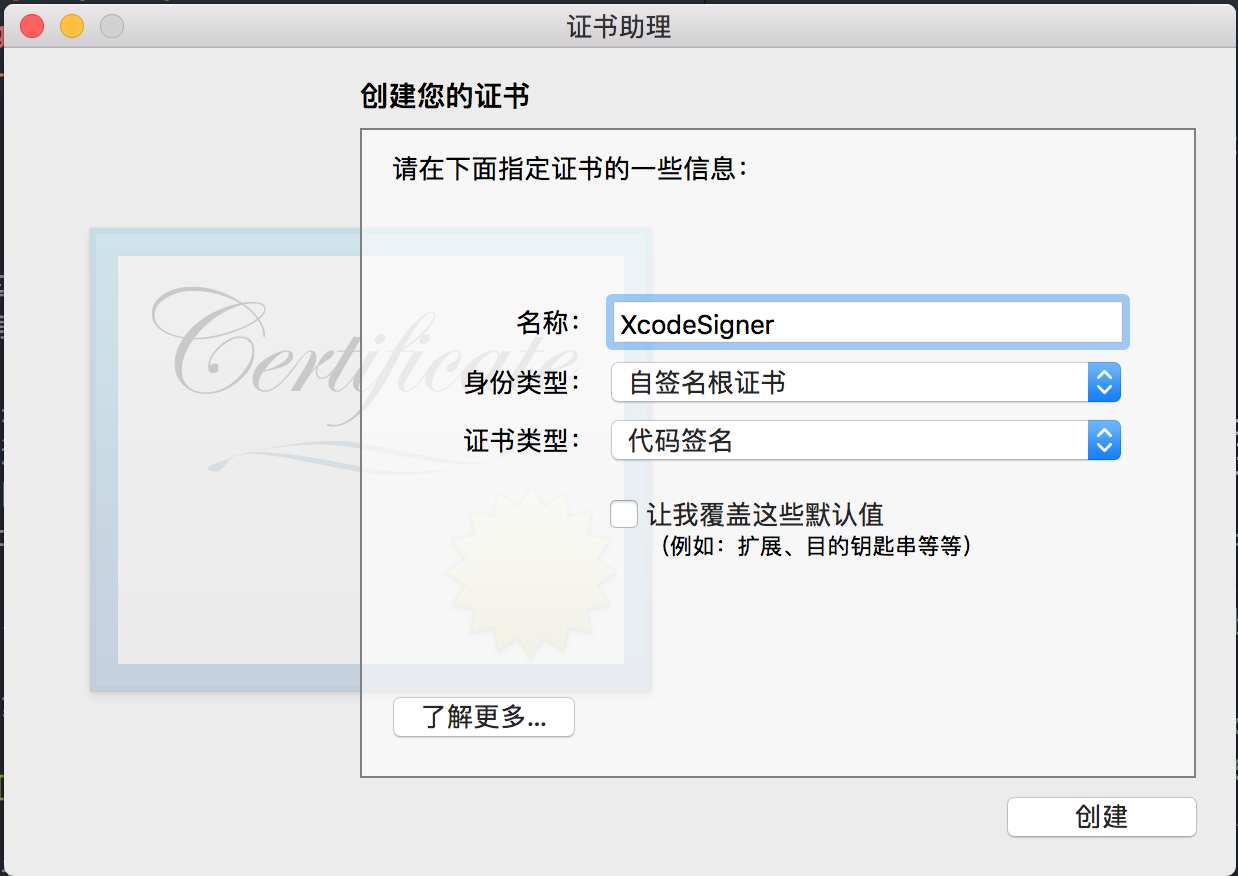 证书助理
创建您的证书
请在下面指定证书的一些信息：
Certificate
名称： XcodeSigner
身份类型： 自签名根证书
证书类型： 代码签名
让我覆盖这些默认值
（例如：扩展、目的钥匙串等等）
了解更多...
创建